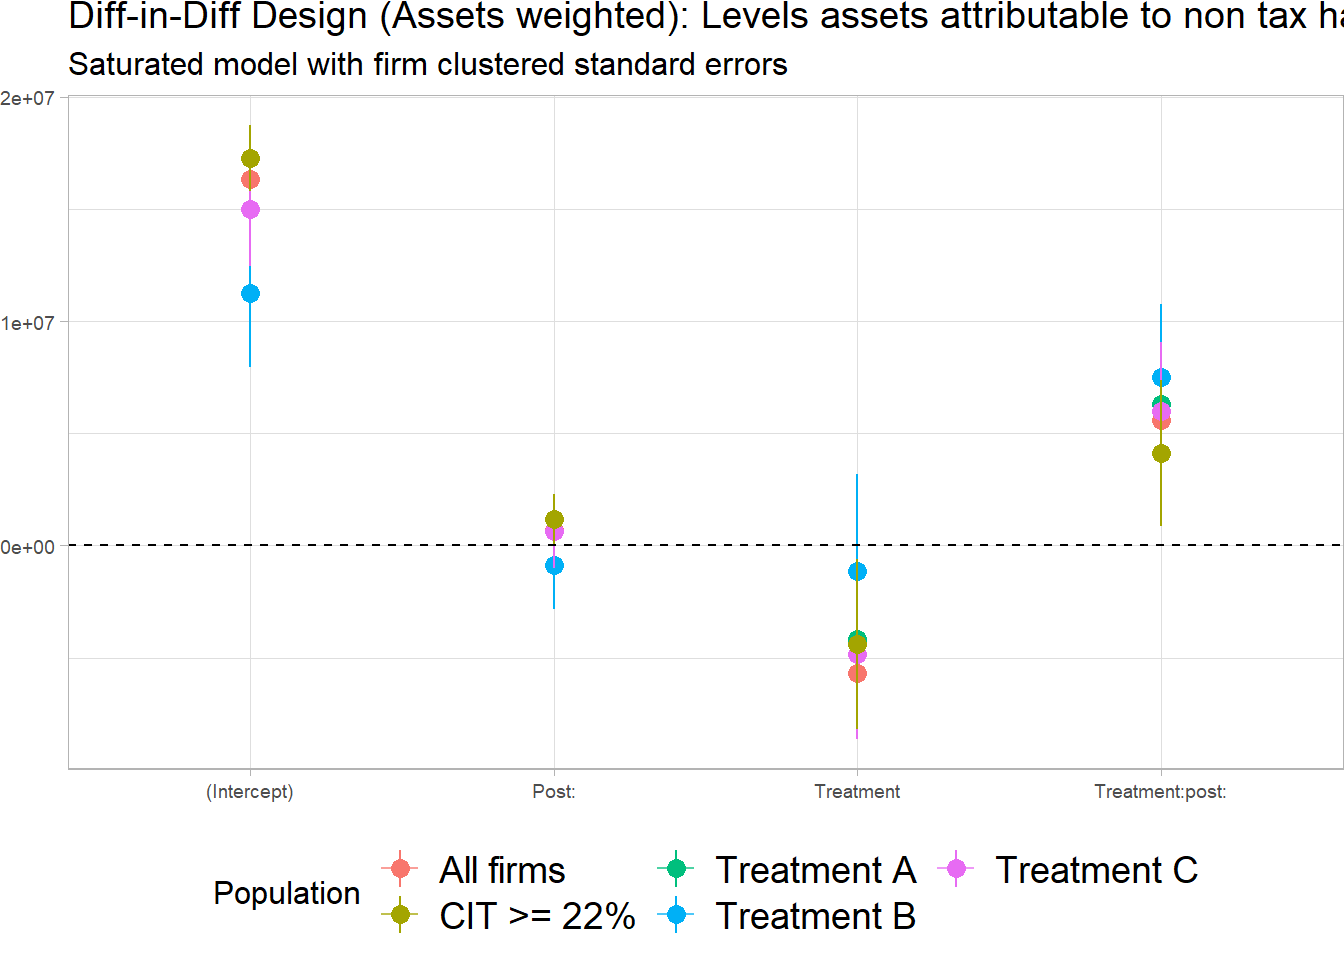 Diff-in-Diff Design (Assets weighted): Levels assets attributable to non tax
Saturated model with firm clustered standard errors
2e+07
1e+07
0e+00
(Intercept)
Post:
Treatment
Treatment:post:
Population
All firms
Treatment A
Treatment C
CIT >= 22%
Treatment B